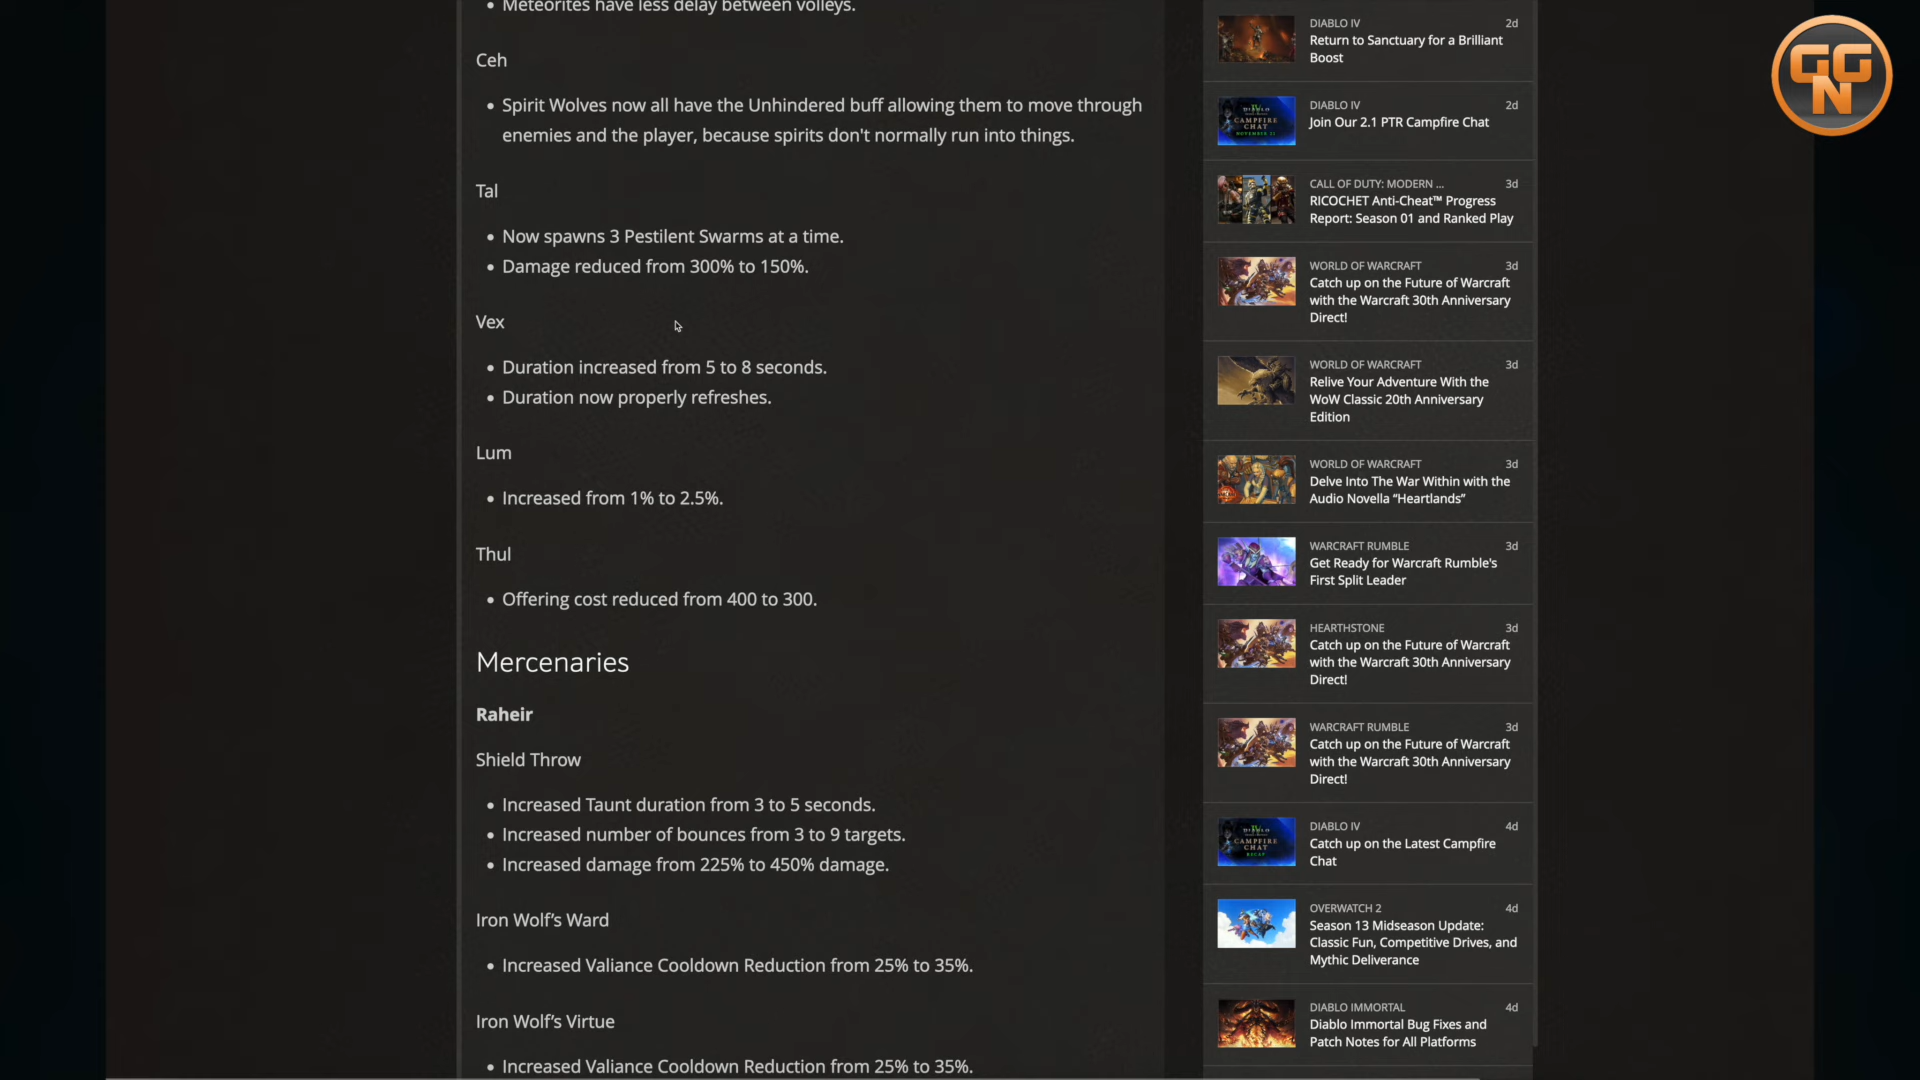 • Meteorites have less delay between volleys.
Ceh
• Spirit Wolves now all have the Unhindered buff allowing them to move through
enemies and the player, because spirits don't normally run into things.
Tal
• Now spawns 3 Pestilent Swarms at a time.
• Damage reduced from 300% to 150%.
Vex
• Duration increased from 5 to 8 seconds.
• Duration now properly refreshes.
Lum
• Increased from 1% to 2.5%.
Thul
• Offering cost reduced from 400 to 300.
Mercenaries
Raheir
Shield Throw
• Increased Taunt duration from 3 to 5 seconds.
• Increased number of bounces from 3 to 9 targets.
• Increased damage from 225% to 450% damage.
Iron Wolf’s Ward
• Increased Valiance Cooldown Reduction from 25% to 35%.
Iron Wolf’s Virtue
• Increased Valiance Cooldown Reduction from 25% to 35%.
DIABLO IV 2d
Return to Sanctuary for a Brilliant
Boost
CAMPFIRE
CHAT
NOVEMBER 21
DIABLO IV 2d
Join Our 2.1 PTR Campfire Chat
CALL OF DUTY: MODERN ... 3d
RICOCHET Anti-Cheat™ Progress
Report: Season 01 and Ranked Play
WORLD OF WARCRAFT 3d
Catch up on the Future of Warcraft
with the Warcraft 30th Anniversary
Direct!
WORLD OF WARCRAFT 3d
Relive Your Adventure With the
WoW Classic 20th Anniversary
Edition
WORLD OF WARCRAFT 3d
Delve Into The War Within with the
Audio Novella “Heartlands”
WARCRAFT RUMBLE 3d
Get Ready for Warcraft Rumble's
First Split Leader
HEARTHSTONE 3d
Catch up on the Future of Warcraft
with the Warcraft 30th Anniversary
Direct!
WARCRAFT RUMBLE 3d
Catch up on the Future of Warcraft
with the Warcraft 30th Anniversary
Direct!
CAMPFIRE
CHAT
RECAP
DIABLO IV 4d
Catch up on the Latest Campfire
Chat
OVERWATCH 2 4d
Season 13 Midseason Update:
Classic Fun, Competitive Drives, and
Mythic Deliverance
DIABLO IMMORTAL 4d
Diablo Immortal Bug Fixes and
Patch Notes for All Platforms
GGN